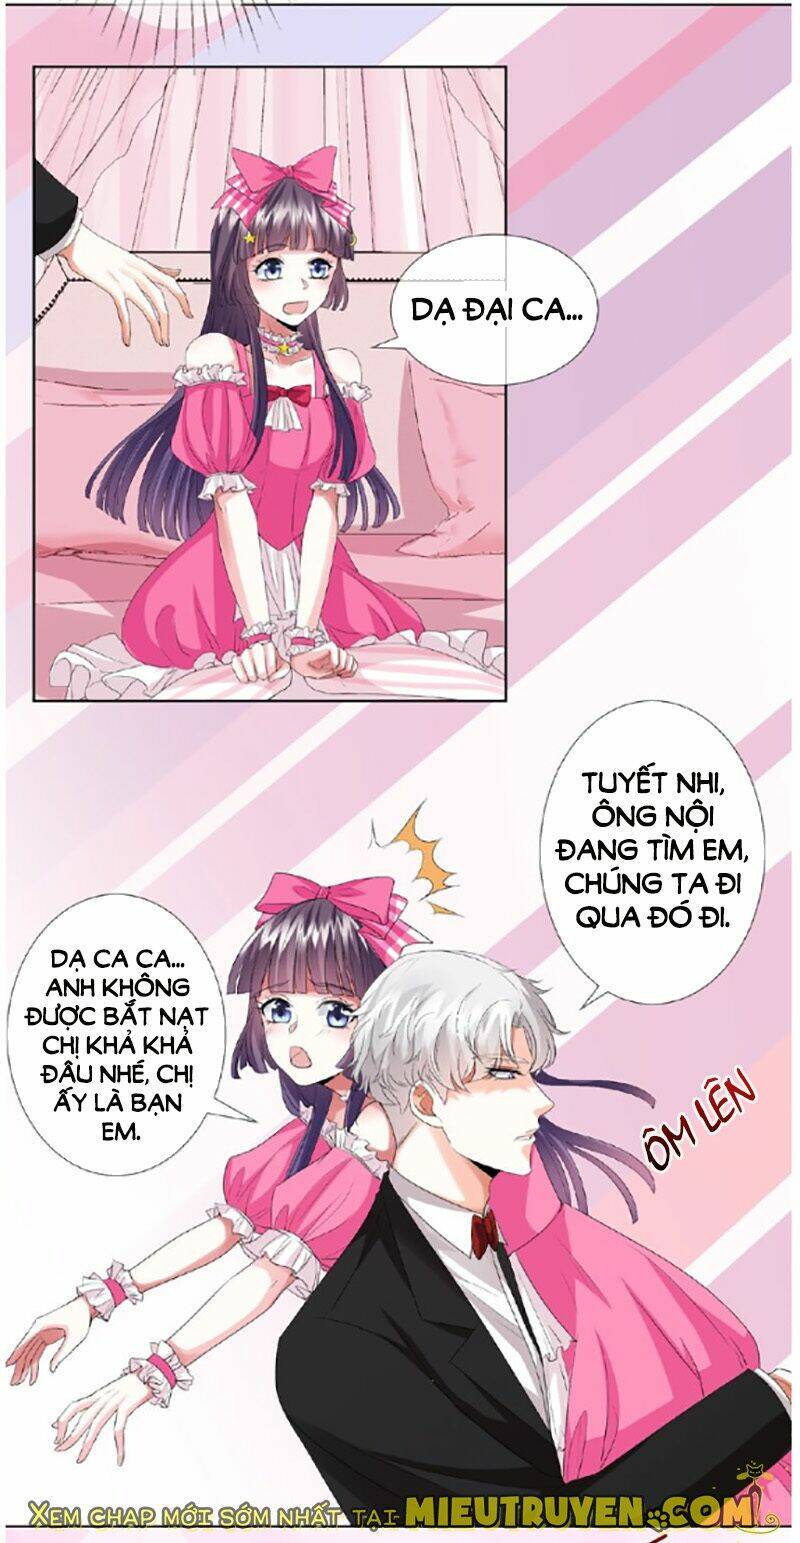 DẠ ĐẠI CA...
TUYẾT NHI,
ÔNG NỘI
ĐANG TÌM EM,
CHÚNG TA ĐI
QUA ĐÓ ĐI.
DẠ CA CA...
ANH KHÔNG
ĐƯỢC BẮT NẠT
CHỊ KHẢ KHẢ
ĐÂU NHÉ, CHỊ
ẤY LÀ BẠN
EM.
ÔM LÊN
XEM CHAP MỚI SỚM NHẤT TẠI MIEUTRUYEN.COM